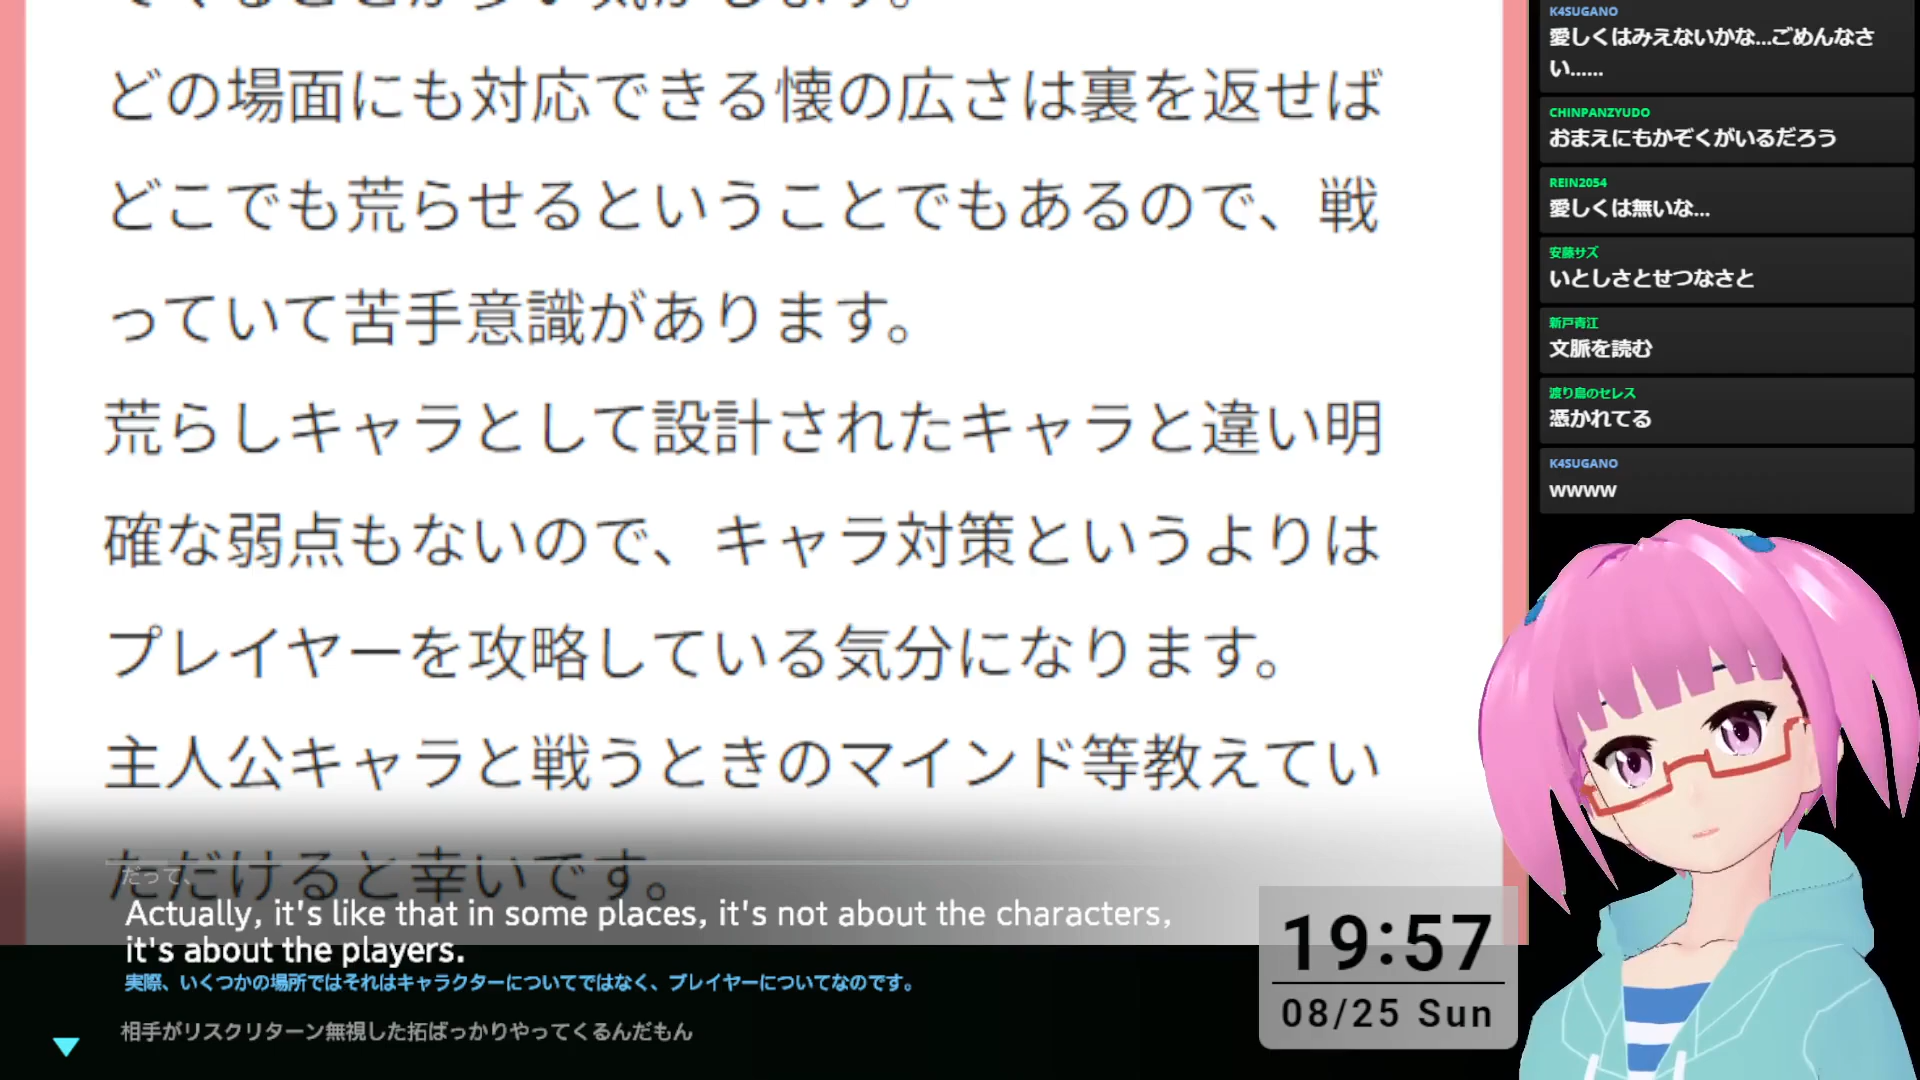 どの場面にも対応できる懐の広さは裏を返せば
どこでも荒らせるということでもあるので、戦
っていて苦手意識があります。
荒らしキャラとして設計されたキャラと違い明
確な弱点もないので、キャラ対策というよりは
プレイヤーを攻略している気分になります。
主人公キャラと戦うときのマインド等教えてい
ただけると幸いです。
だって、
Actually, it's like that in some places, it's not about the characters,
it's about the players.
実際、いくつかの場所ではそれはキャラクターについてではなく、プレイヤーについてなのです。
相手がリスクリターン無視した拓ばっかりやってくるんだもん
19:57
08/25 Sun
K4SUGANO
愛しくはみえないかな...ごめんなさ
い......
CHINPANZYUDO
おまえにもかぞくがいるだろう
REIN2054
愛しくは無いな...
安藤サズ
いとしさとせつなさと
新戸青江
文脈を読む
渡り鳥のセレス
憑かれてる
K4SUGANO
wwww